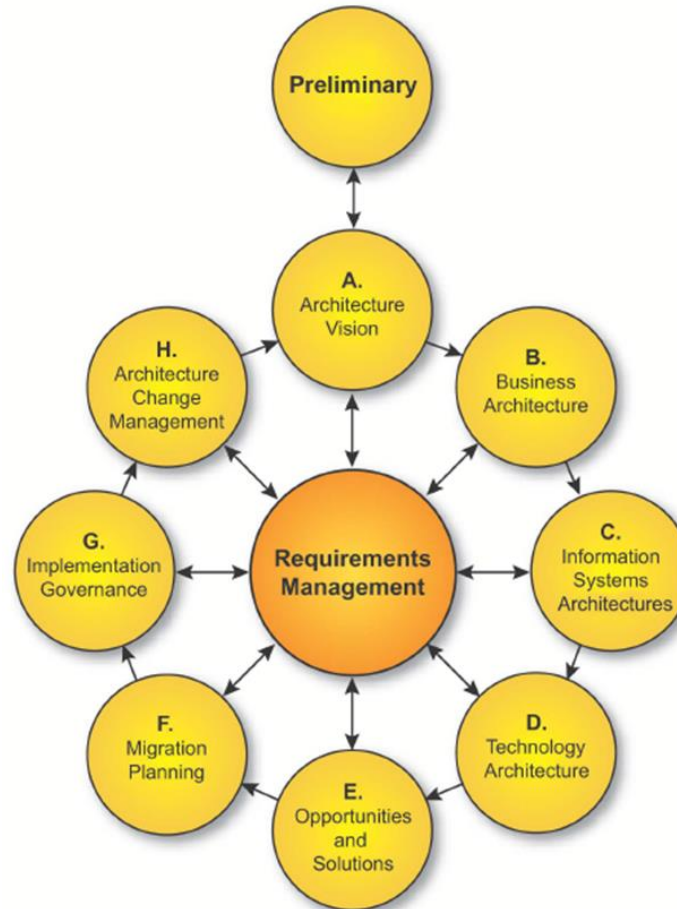 Preliminary
A.
Architecture
Vision
B.
Business
Architecture
C.
Information
Systems
Architectures
D.
Technology
Architecture
E.
Opportunities
and
Solutions
F.
Migration
Planning
G.
Implementation
Governance
H.
Architecture
Change
Management
Requirements
Management